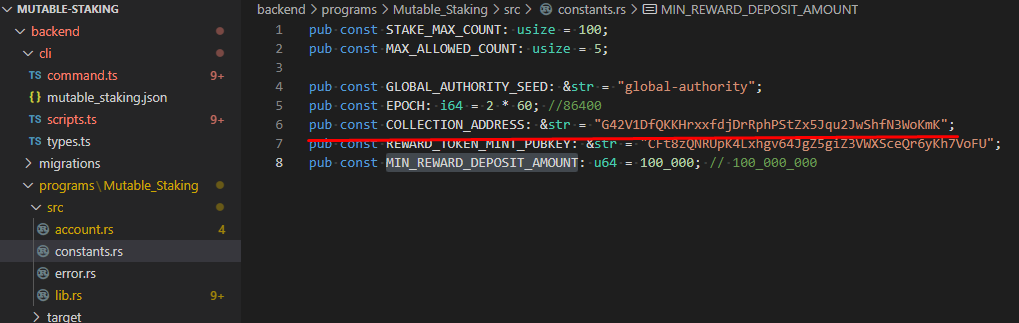 MUTABLE-STAKING
backend
cli
TS command.ts 9+
{} mutable_staking.json
TS scripts.ts 9+
TS types.ts
migrations
programs\Mutable_Staking
src
account.rs 4
constants.rs
error.rs
lib.rs 9+
target
backend > programs > Mutable_Staking > src > constants.rs > MIN_REWARD_DEPOSIT_AMOUNT
1 pub const STAKE_MAX_COUNT: usize = 100;
2 pub const MAX_ALLOWED_COUNT: usize = 5;
3
4 pub const GLOBAL_AUTHORITY_SEED: &str = "global-authority";
5 pub const EPOCH: i64 = 2 * 60; //86400
6 pub const COLLECTION_ADDRESS: &str = "G42V1DfQKKHrxxfdjDrRphPStZx5Jqu2JwShfN3WoKmK";
7 pub const REWARD_TOKEN_MINT_PUBKEY: &str = "CFt8zQNRUpK4Lxhgv64JgZ5giZ3VWXSceQr6yKh7VoFU";
8 pub const MIN_REWARD_DEPOSIT_AMOUNT: u64 = 100_000; // 100_000_000